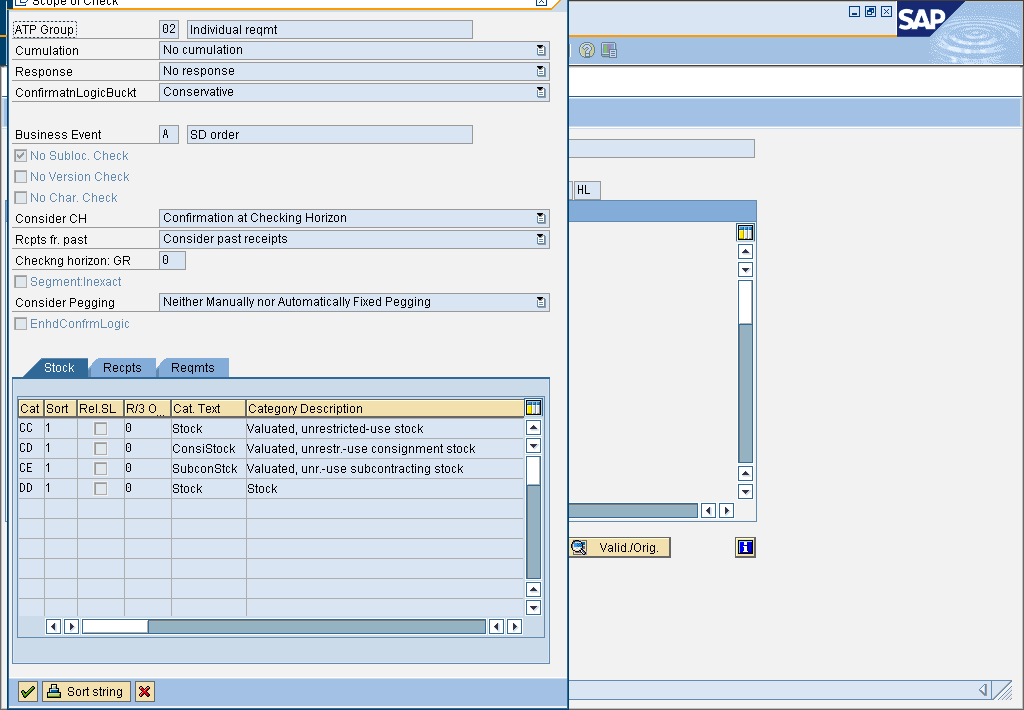 Scope of Check
SAP
ATP Group 02 Individual reqmt
Cumulation No cumulation
Response No response
ConfirmatnLogicBuckt Conservative
Business Event A SD order
No Subloc. Check
No Version Check
HL
No Char. Check
Consider CH Confirmation at Checking Horizon
Rcpts fr. past Consider past receipts
Checkng horizon: GR 0
Segment:Inexact
Consider Pegging Neither Manually nor Automatically Fixed Pegging
EnhdConfrmLogic
Stock Recpts Reqmts
Cat Sort Rel.SL R/3 O... Cat. Text Category Description
CC 1 0 Stock Valuated, unrestricted-use stock
CD 1 0 ConsiStock Valuated, unrestr.-use consignment stock
CE 1 0 SubconStck Valuated, unr.-use subcontracting stock
DD 1 0 Stock Stock
Valid./Orig.
Sort string